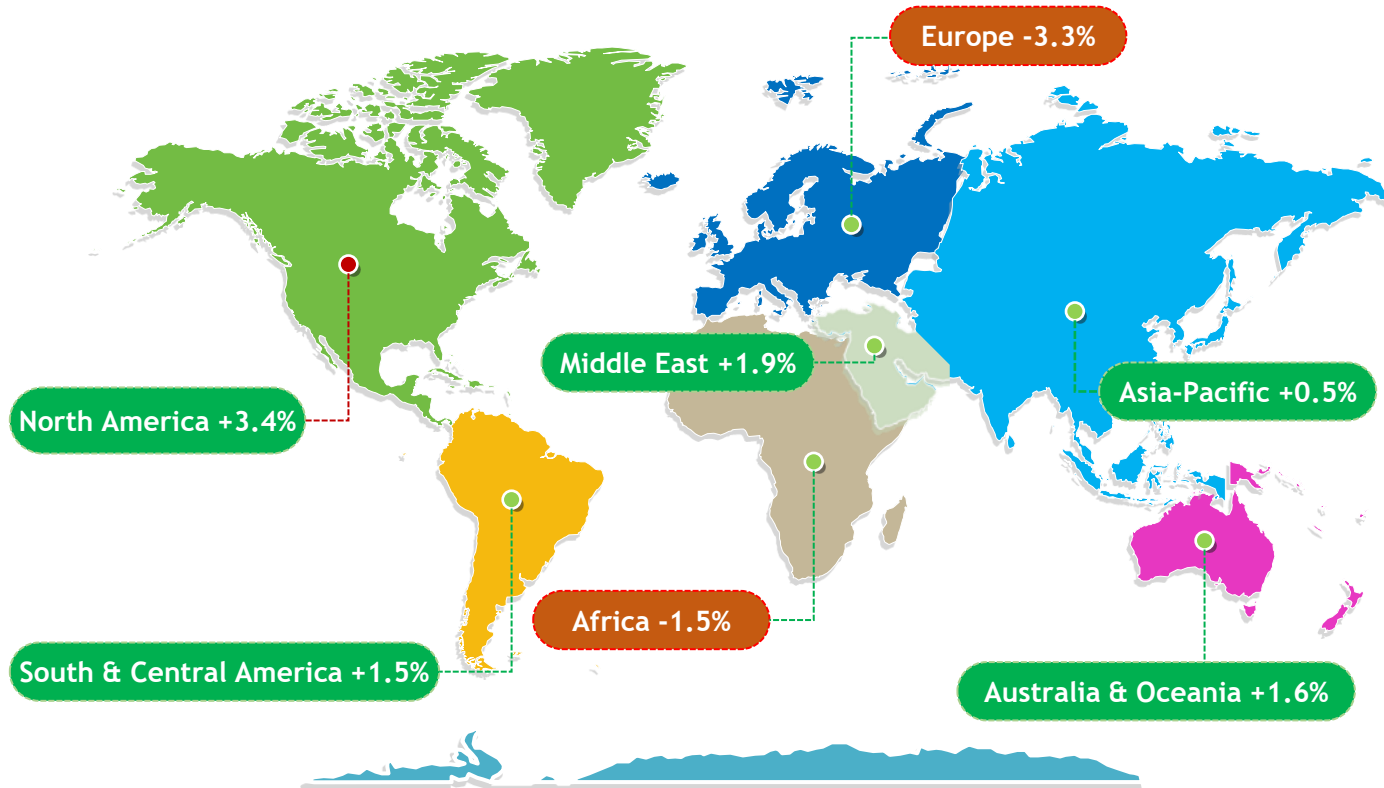 Europe -3.3%
Middle East +1.9%
Asia-Pacific +0.5%
North America +3.4%
Africa -1.5%
South & Central America +1.5%
Australia & Oceania +1.6%